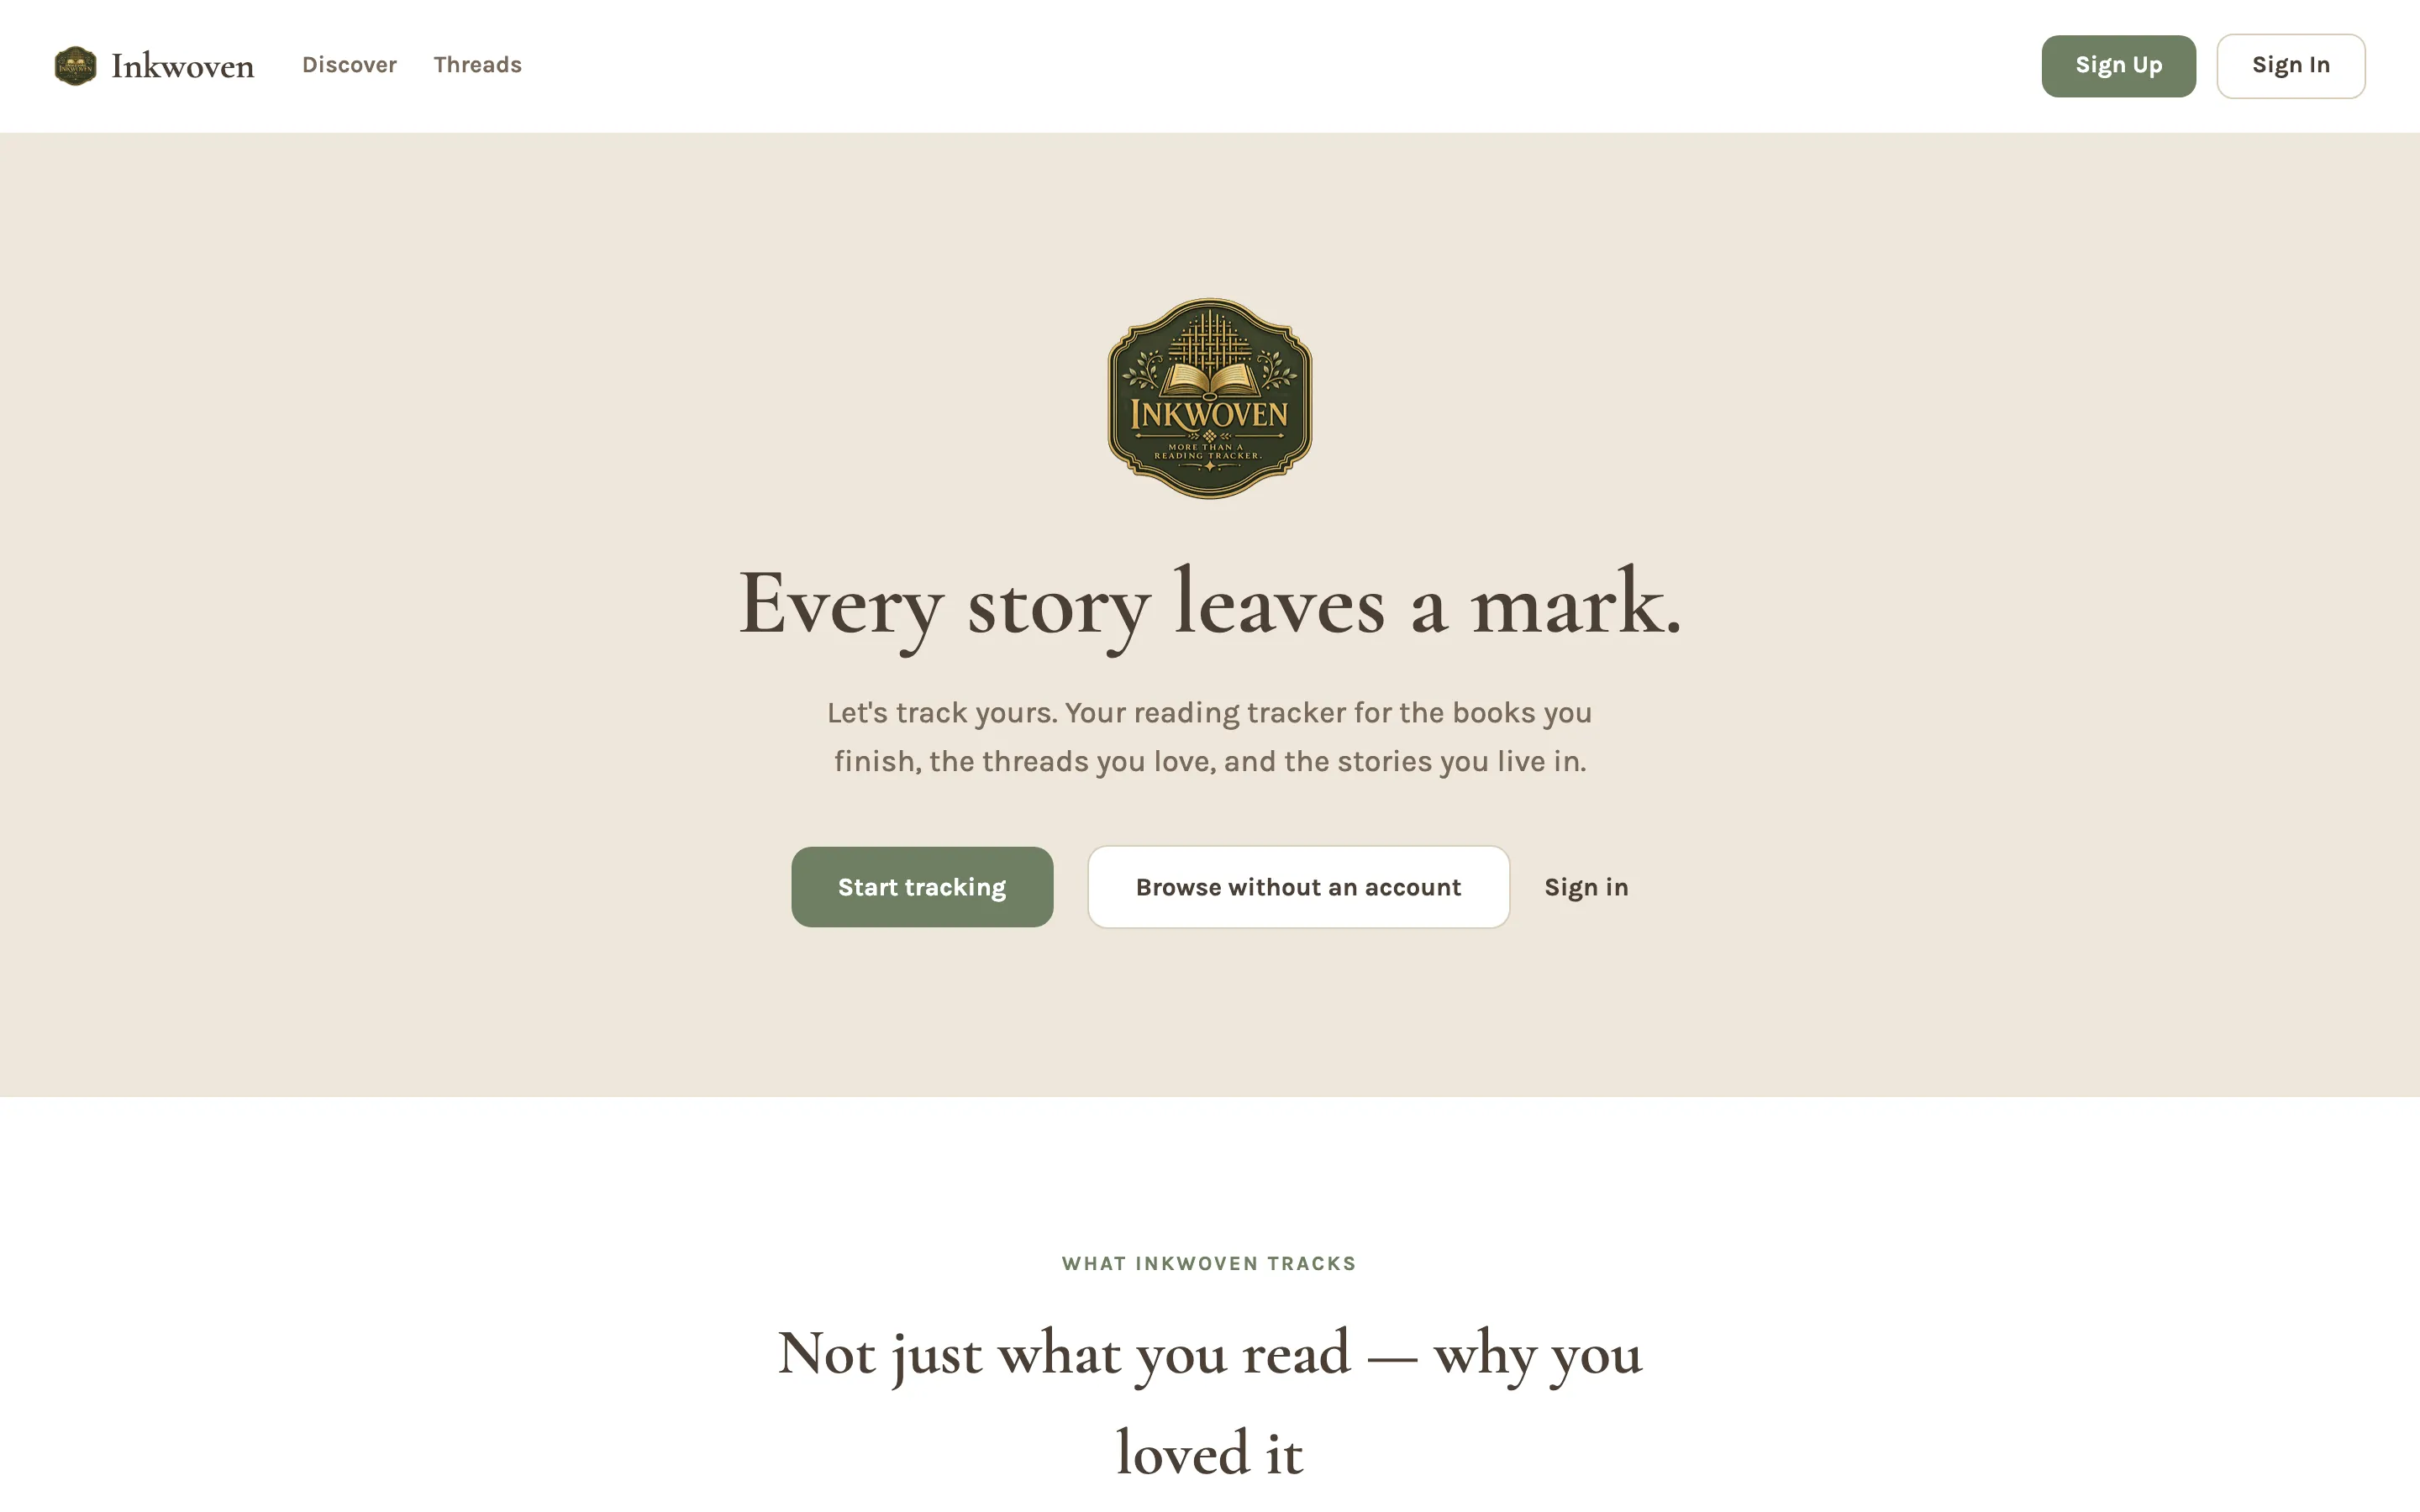 Inkwoven
Discover
Threads
Sign Up
Sign In
INKWOVEN
MORE THAN A
READING TRACKER.
Every story leaves a mark.
Let's track yours. Your reading tracker for the books you
finish, the threads you love, and the stories you live in.
Start tracking
Browse without an account
Sign in
WHAT INKWOVEN TRACKS
Not just what you read — why you
loved it